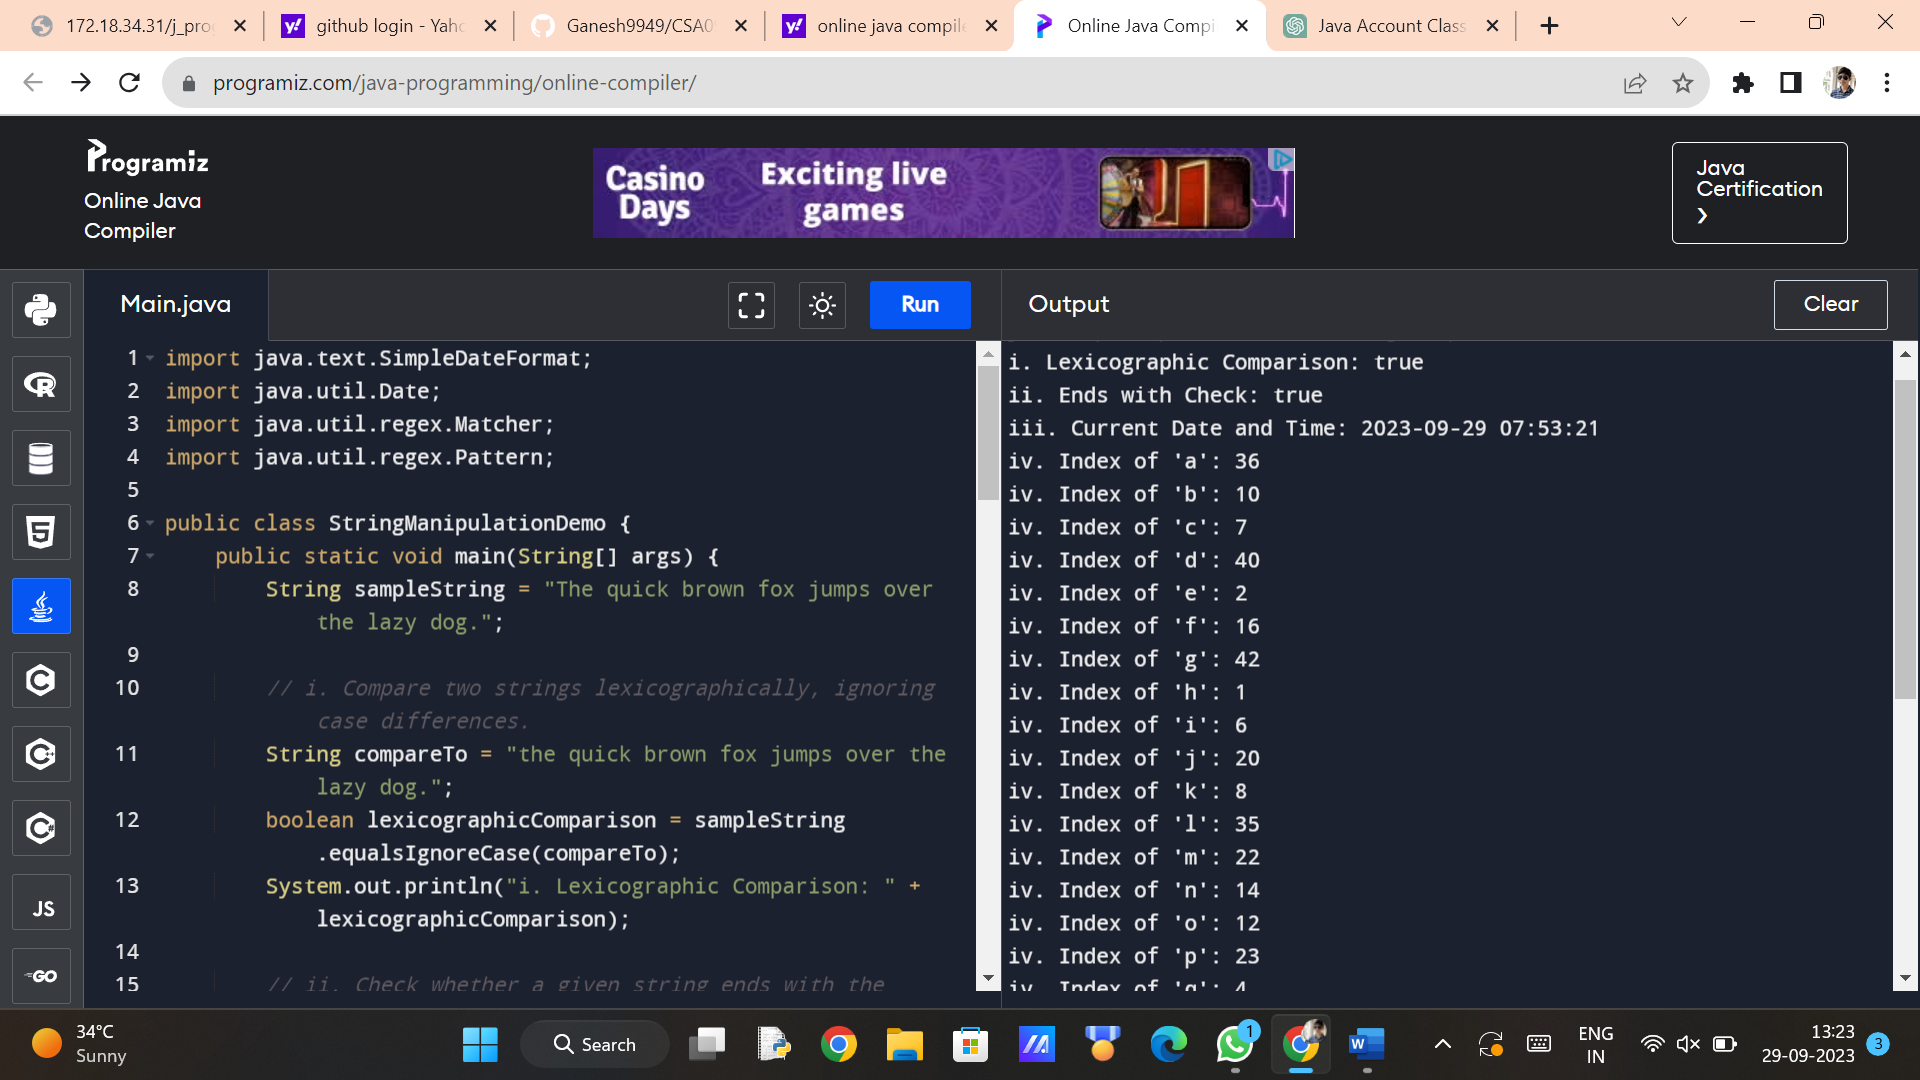 172.18.34.31/j_pro
github login - Yaho
Ganesh9949/CSA0
online java compile
Online Java Compi
Java Account Class
programiz.com/java-programming/online-compiler/
Programiz
Online Java
Compiler
Casino
Days
Exciting live
games
Java
Certification
Main.java
Run
Output
Clear
1 import java.text.SimpleDateFormat;
2 import java.util.Date;
3 import java.util.regex.Matcher;
4 import java.util.regex.Pattern;
5
6 public class StringManipulationDemo {
7 public static void main(String[] args) {
8 String sampleString = "The quick brown fox jumps over
the lazy dog.";
9
10 // i. Compare two strings lexicographically, ignoring
case differences.
11 String compareTo = "the quick brown fox jumps over the
lazy dog.";
12 boolean lexicographicComparison = sampleString
.equalsIgnoreCase(compareTo);
13 System.out.println("i. Lexicographic Comparison: " +
lexicographicComparison);
14
15 // ii. Check whether a given string ends with the
i. Lexicographic Comparison: true
ii. Ends with Check: true
iii. Current Date and Time: 2023-09-29 07:53:21
iv. Index of 'a': 36
iv. Index of 'b': 10
iv. Index of 'c': 7
iv. Index of 'd': 40
iv. Index of 'e': 2
iv. Index of 'f': 16
iv. Index of 'g': 42
iv. Index of 'h': 1
iv. Index of 'i': 6
iv. Index of 'j': 20
iv. Index of 'k': 8
iv. Index of 'l': 35
iv. Index of 'm': 22
iv. Index of 'n': 14
iv. Index of 'o': 12
iv. Index of 'p': 23
iv. Index of 'q': 4
JS
GO
34°C
Sunny
Search
1
ENG
IN
13:23
29-09-2023
3